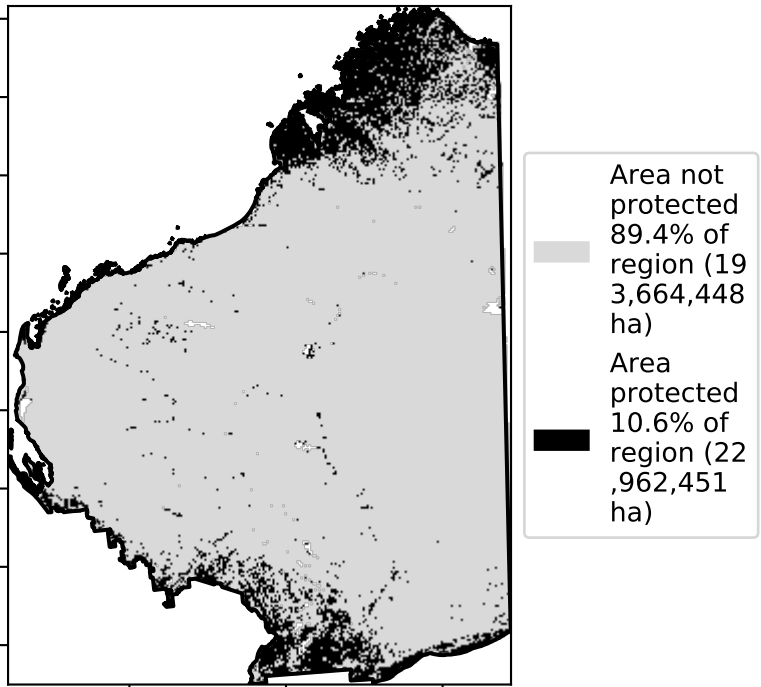 Area not
protected
89.4% of
region (19
3,664,448
ha)
Area
protected
10.6% of
region (22
,962,451
ha)